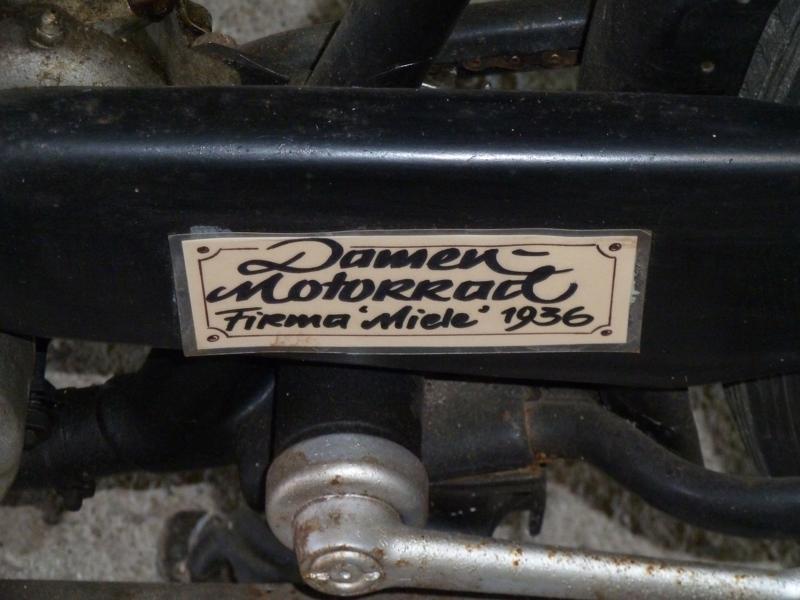 Damen-
Motorrad
Firma 'Miele' 1936